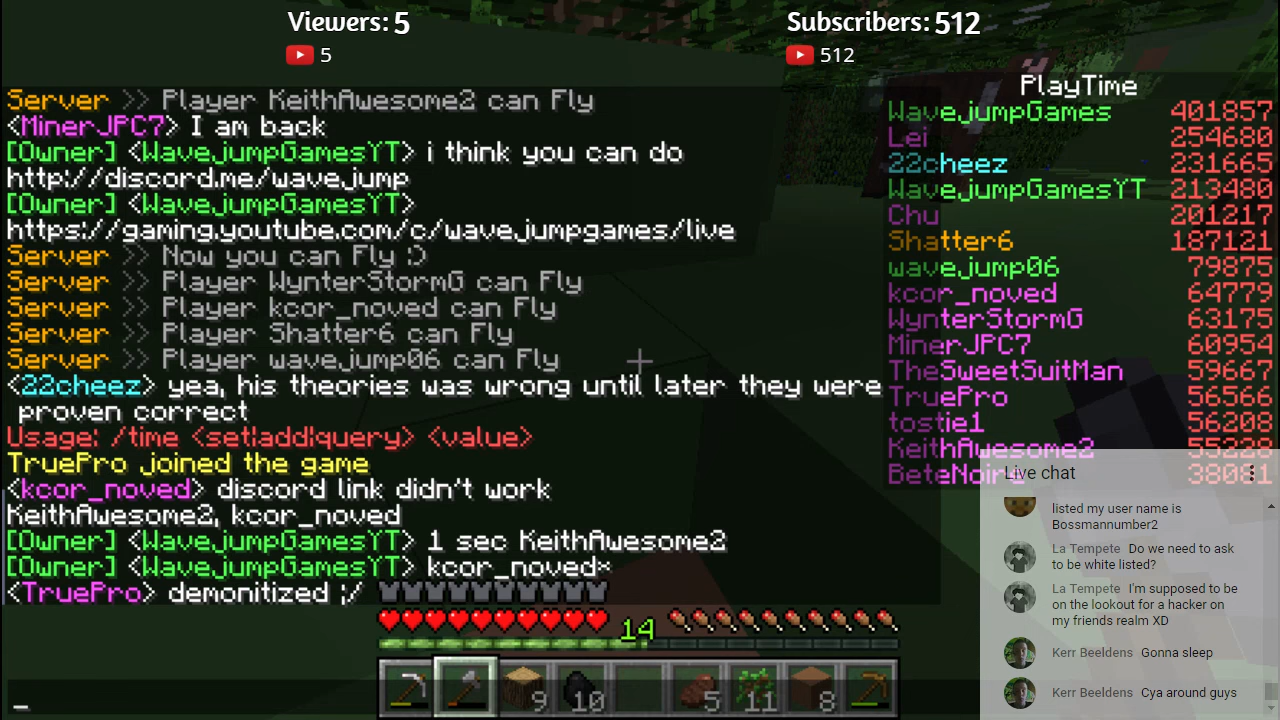 Viewers: 5
5
Subscribers: 512
512
Server >> Player KeithAwesome2 can Fly
<MinerJPC7> I am back
[Owner] <WavejumpGamesYT> i think you can do
http://discord.me/wavejump
[Owner] <WavejumpGamesYT>
https://gaming.youtube.com/c/wavejumpgames/live
Server >> Now you can Fly :)
Server >> Player WynterStormG can Fly
Server >> Player kcor_noved can Fly
Server >> Player Shatter6 can Fly
Server >> Player wavejump06 can Fly
<22cheez> yea, his theories was wrong until later they were
proven correct
Usage: /time <set|add|query> <value>
TruePro joined the game
<kcor_noved> discord link didn't work
KeithAwesome2, kcor_noved
[Owner] <WavejumpGamesYT> 1 sec KeithAwesome2
[Owner] <WavejumpGamesYT> kcor_noved*
<TruePro> demonitized ;/
PlayTime
WavejumpGames 401857
Lei 254680
22cheez 231665
WavejumpGamesYT 213480
Chu 201217
Shatter6 187121
wavejump06 79875
kcor_noved 64779
WynterStormG 63175
MinerJPC7 60954
TheSweetSuitMan 59667
TruePro 56566
tostie1 56208
KeithAwesome2 55228
BeteNoire 38081
Live chat
listed my user name is
Bossmannumber2
La Tempete Do we need to ask
to be white listed?
La Tempete I'm supposed to be
on the lookout for a hacker on
my friends realm XD
Kerr Beeldens Gonna sleep
Kerr Beeldens Cya around guys
14
9 10 5 11 8
_